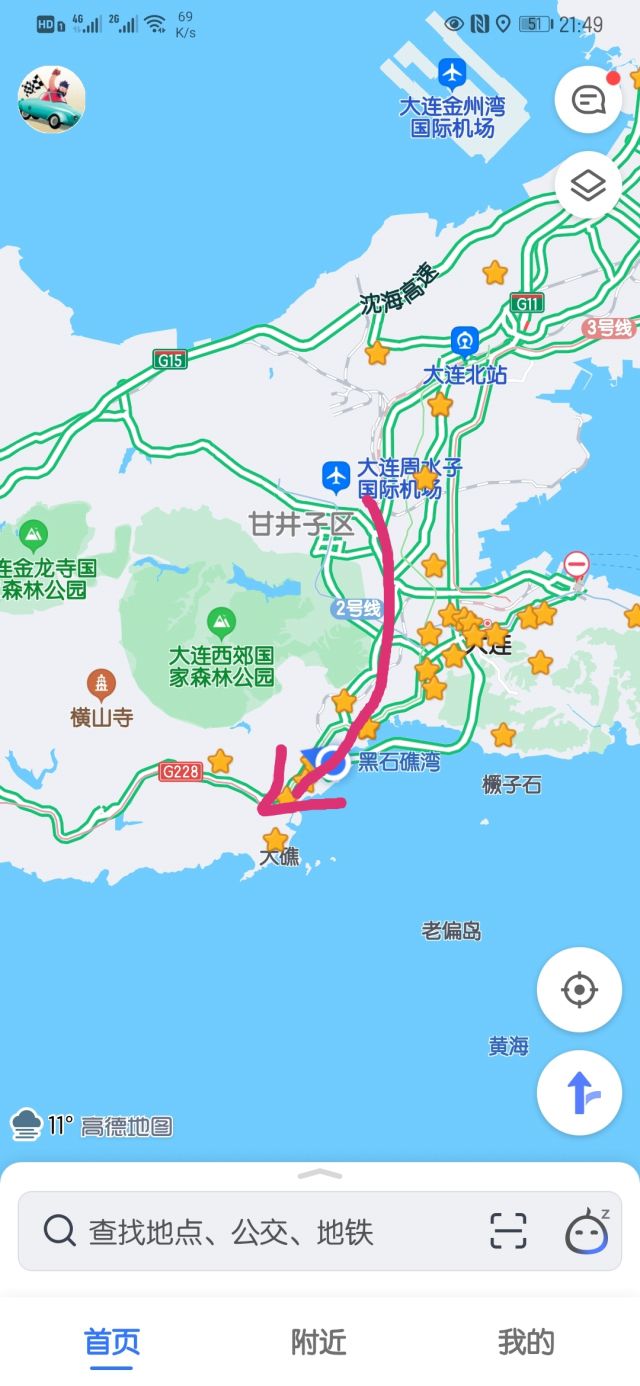 HD 1 4G 2G 69 K/s 51 21:49
大连金州湾
国际机场
沈海高速
G11
3号线
G15
大连北站
大连周水子
国际机场
甘井子区
连金龙寺国
森林公园
2号线
大连西郊国
家森林公园
大连
横山寺
G228
黑石礁湾
橛子石
大礁
老偏岛
黄海
11° 高德地图
查找地点、公交、地铁
z
首页 附近 我的